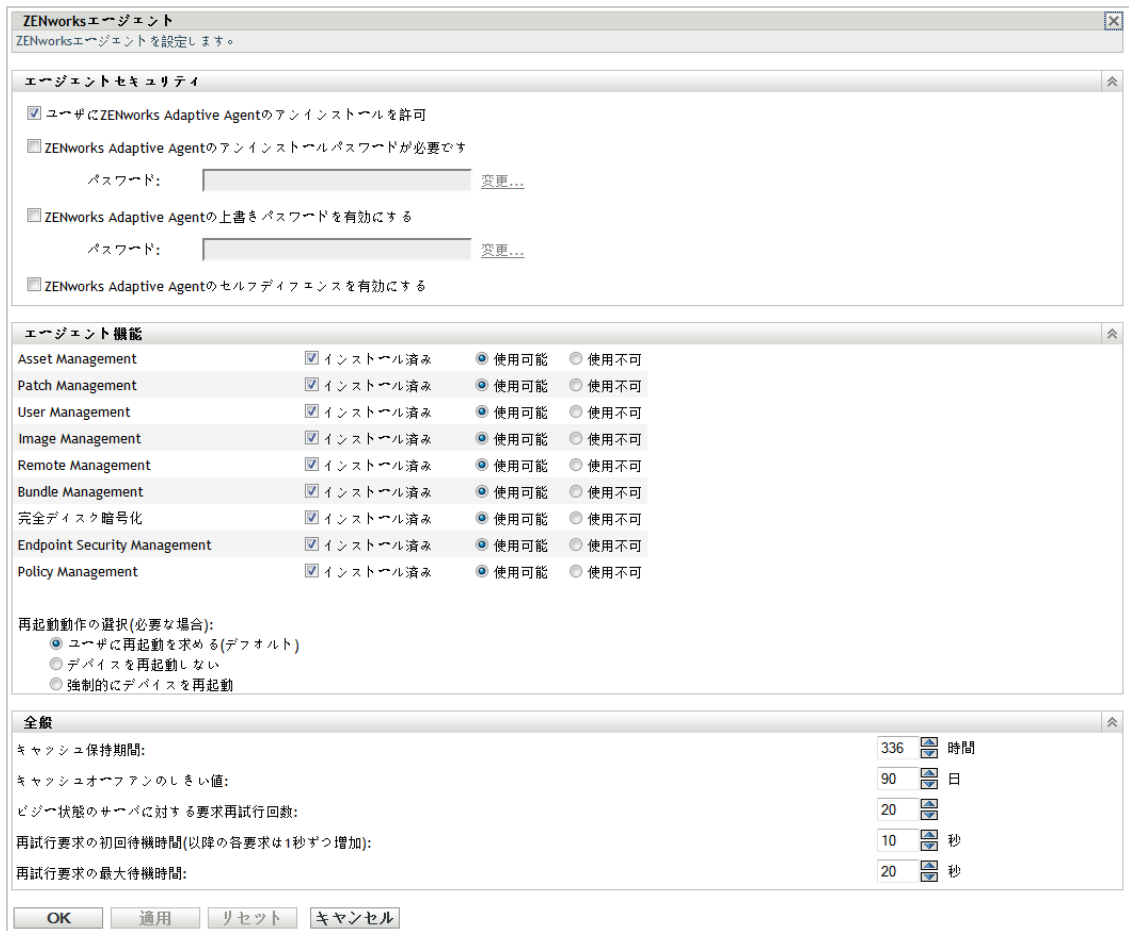 ZENworksエージェント
ZENworksエージェントを設定します。
エージェントセキュリティ
ユーザにZENworks Adaptive Agentのアンインストールを許可
ZENworks Adaptive Agentのアンインストールパスワードが必要です
パスワード: 変更...
ZENworks Adaptive Agentの上書きパスワードを有効にする
パスワード: 変更...
ZENworks Adaptive Agentのセルフディフェンスを有効にする
エージェント機能
Asset Management インストール済み 使用可能 使用不可
Patch Management インストール済み 使用可能 使用不可
User Management インストール済み 使用可能 使用不可
Image Management インストール済み 使用可能 使用不可
Remote Management インストール済み 使用可能 使用不可
Bundle Management インストール済み 使用可能 使用不可
完全ディスク暗号化 インストール済み 使用可能 使用不可
Endpoint Security Management インストール済み 使用可能 使用不可
Policy Management インストール済み 使用可能 使用不可
再起動動作の選択(必要な場合):
ユーザに再起動を求める(デフォルト)
デバイスを再起動しない
強制的にデバイスを再起動
全般
キャッシュ保持期間: 336 時間
キャッシュオーファンのしきい値: 90 日
ビジー状態のサーバに対する要求再試行回数: 20
再試行要求の初回待機時間(以降の各要求は1秒ずつ増加): 10 秒
再試行要求の最大待機時間: 20 秒
OK 適用 リセット キャンセル